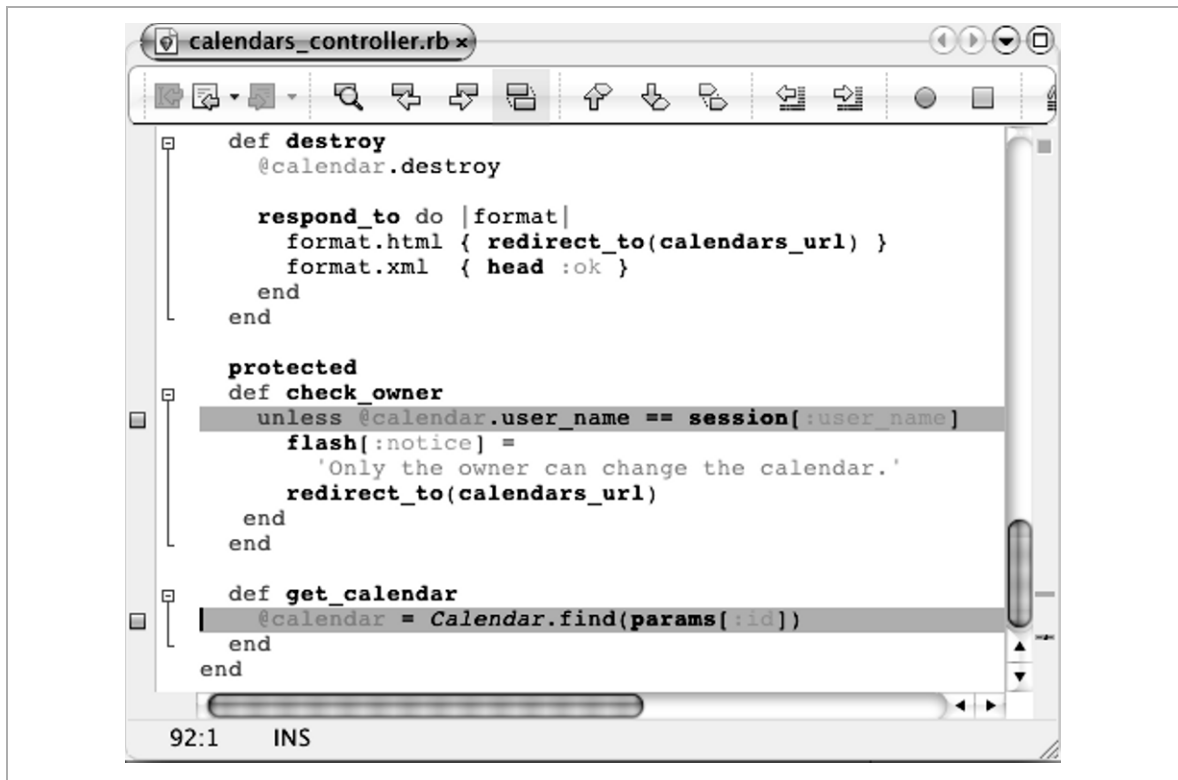 calendars_controller.rb ×
def destroy
@calendar.destroy
respond_to do |format|
format.html { redirect_to(calendars_url) }
format.xml  { head :ok }
end
end
protected
def check_owner
unless @calendar.user_name == session[:user_name]
flash[:notice] =
'Only the owner can change the calendar.'
redirect_to(calendars_url)
end
end
def get_calendar
@calendar = Calendar.find(params[:id])
end
end
92:1 INS